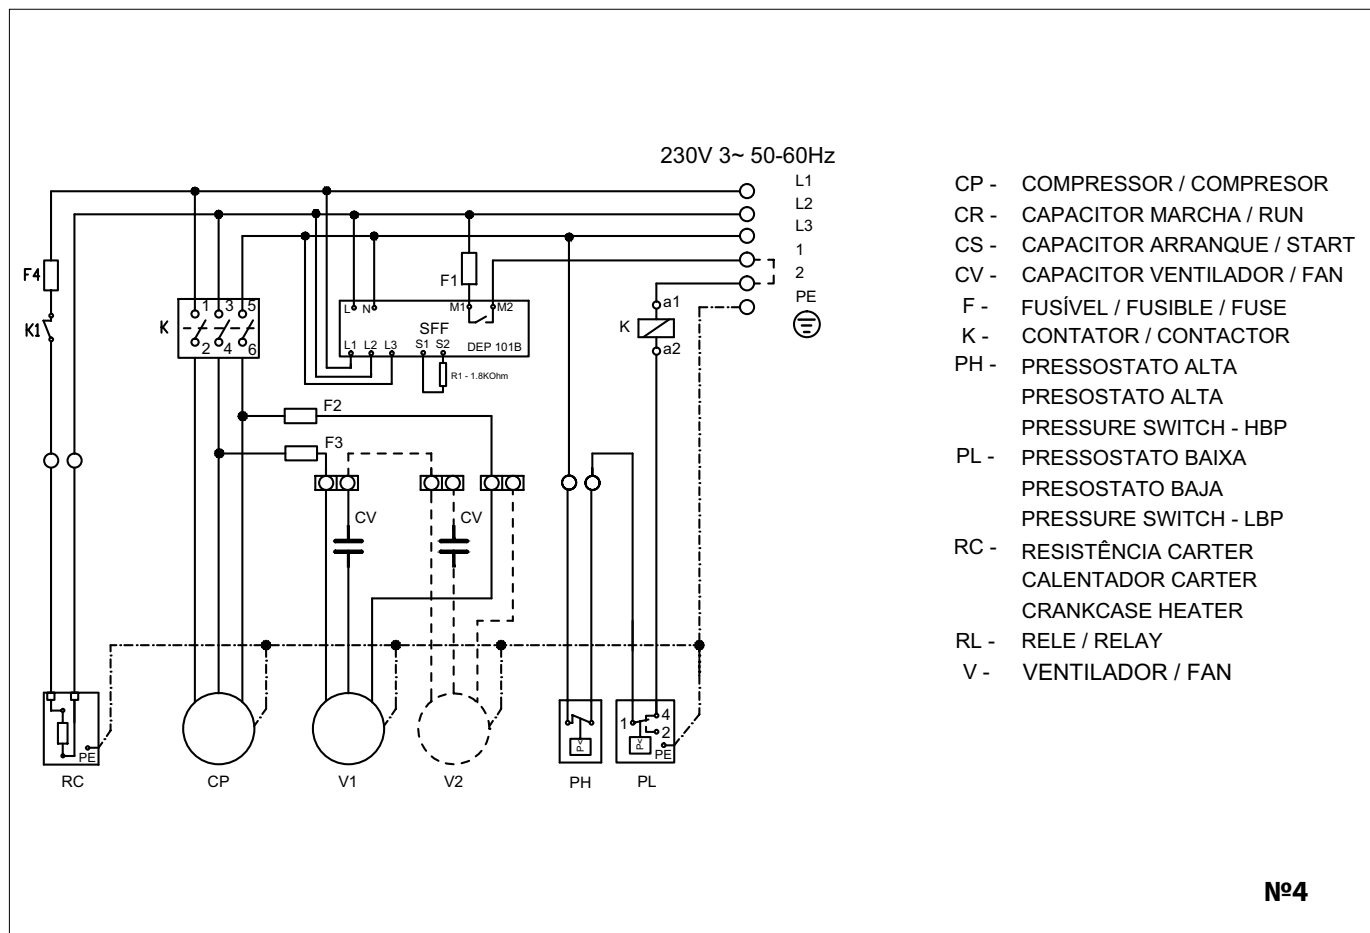 230V 3~ 50-60Hz
L1
L2
L3
1
2
PE
F4
K1
K
1 3 5
2 4 6
L N
SFF
DEP 101B
L1 L2 L3 S1 S2
M1 M2
F1
R1 - 1.8KOhm
K
a1
a2
F2
F3
CV
CV
PE
P<
1
4
2
P<
PE
RC
CP
V1
V2
PH
PL
CP - COMPRESSOR / COMPRESOR
CR - CAPACITOR MARCHA / RUN
CS - CAPACITOR ARRANQUE / START
CV - CAPACITOR VENTILADOR / FAN
F - FUSÍVEL / FUSIBLE / FUSE
K - CONTATOR / CONTACTOR
PH - PRESSOSTATO ALTA
PRESOSTATO ALTA
PRESSURE SWITCH - HBP
PL - PRESSOSTATO BAIXA
PRESOSTATO BAJA
PRESSURE SWITCH - LBP
RC - RESISTÊNCIA CARTER
CALENTADOR CARTER
CRANKCASE HEATER
RL - RELE / RELAY
V - VENTILADOR / FAN
Nº4